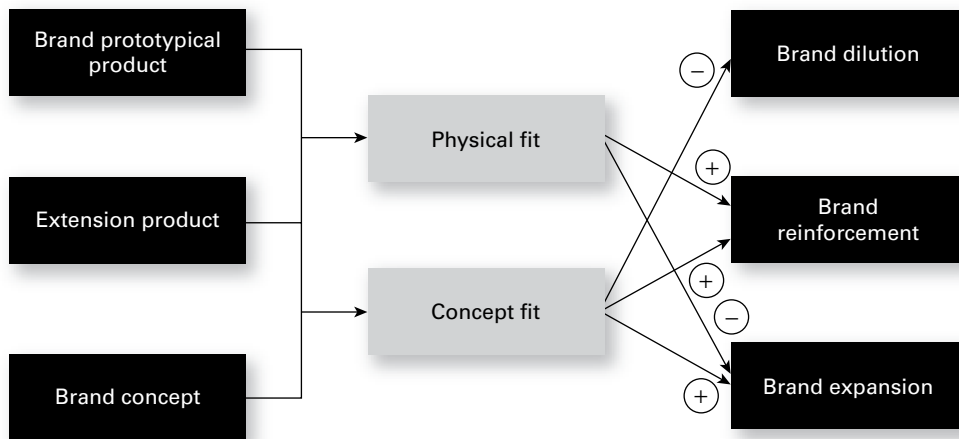 Brand prototypical
product
Extension product
Brand concept
Physical fit
Concept fit
−
+
+
−
+
Brand dilution
Brand
reinforcement
Brand expansion